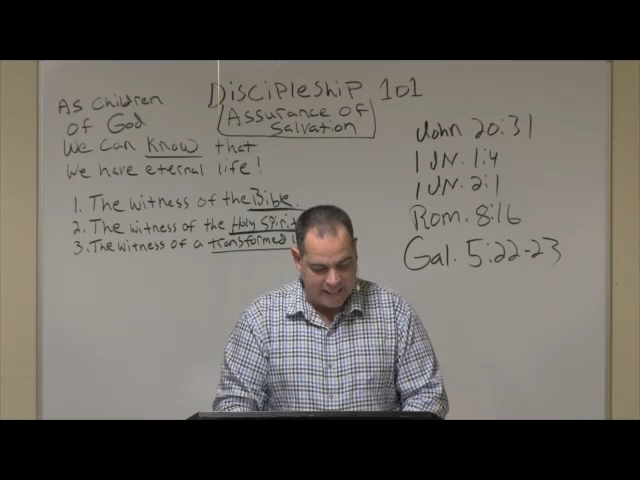 Discipleship 101
Assurance of
Salvation
As Children
of God
We can Know that
We have eternal life!
1. The witness of the Bible.
2. The witness of the Holy Spirit
3. The witness of a transformed
John 20:31
1 JN. 1:4
1 JN. 2:1
Rom. 8:16
Gal. 5:22-23